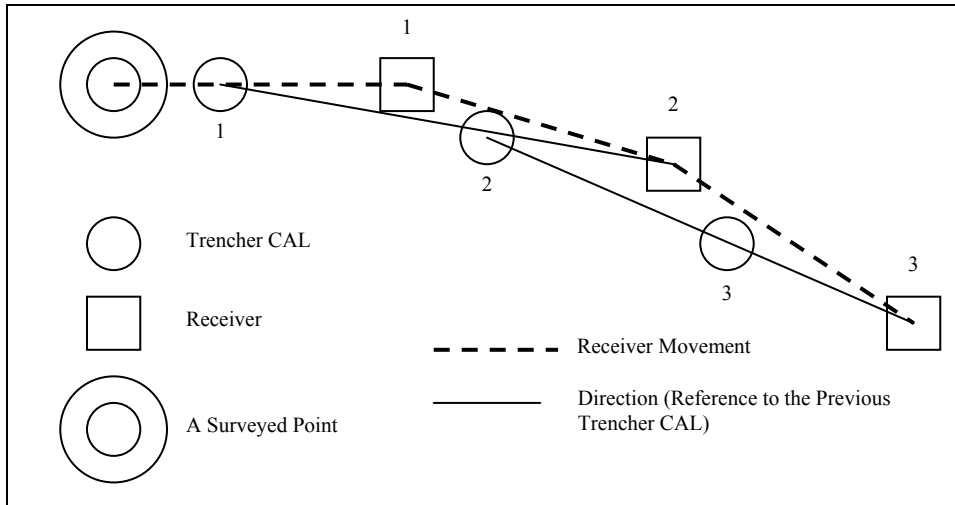 1
2
1
2
3
3
Trencher CAL
Receiver
Receiver Movement
Direction (Reference to the Previous
Trencher CAL)
A Surveyed Point